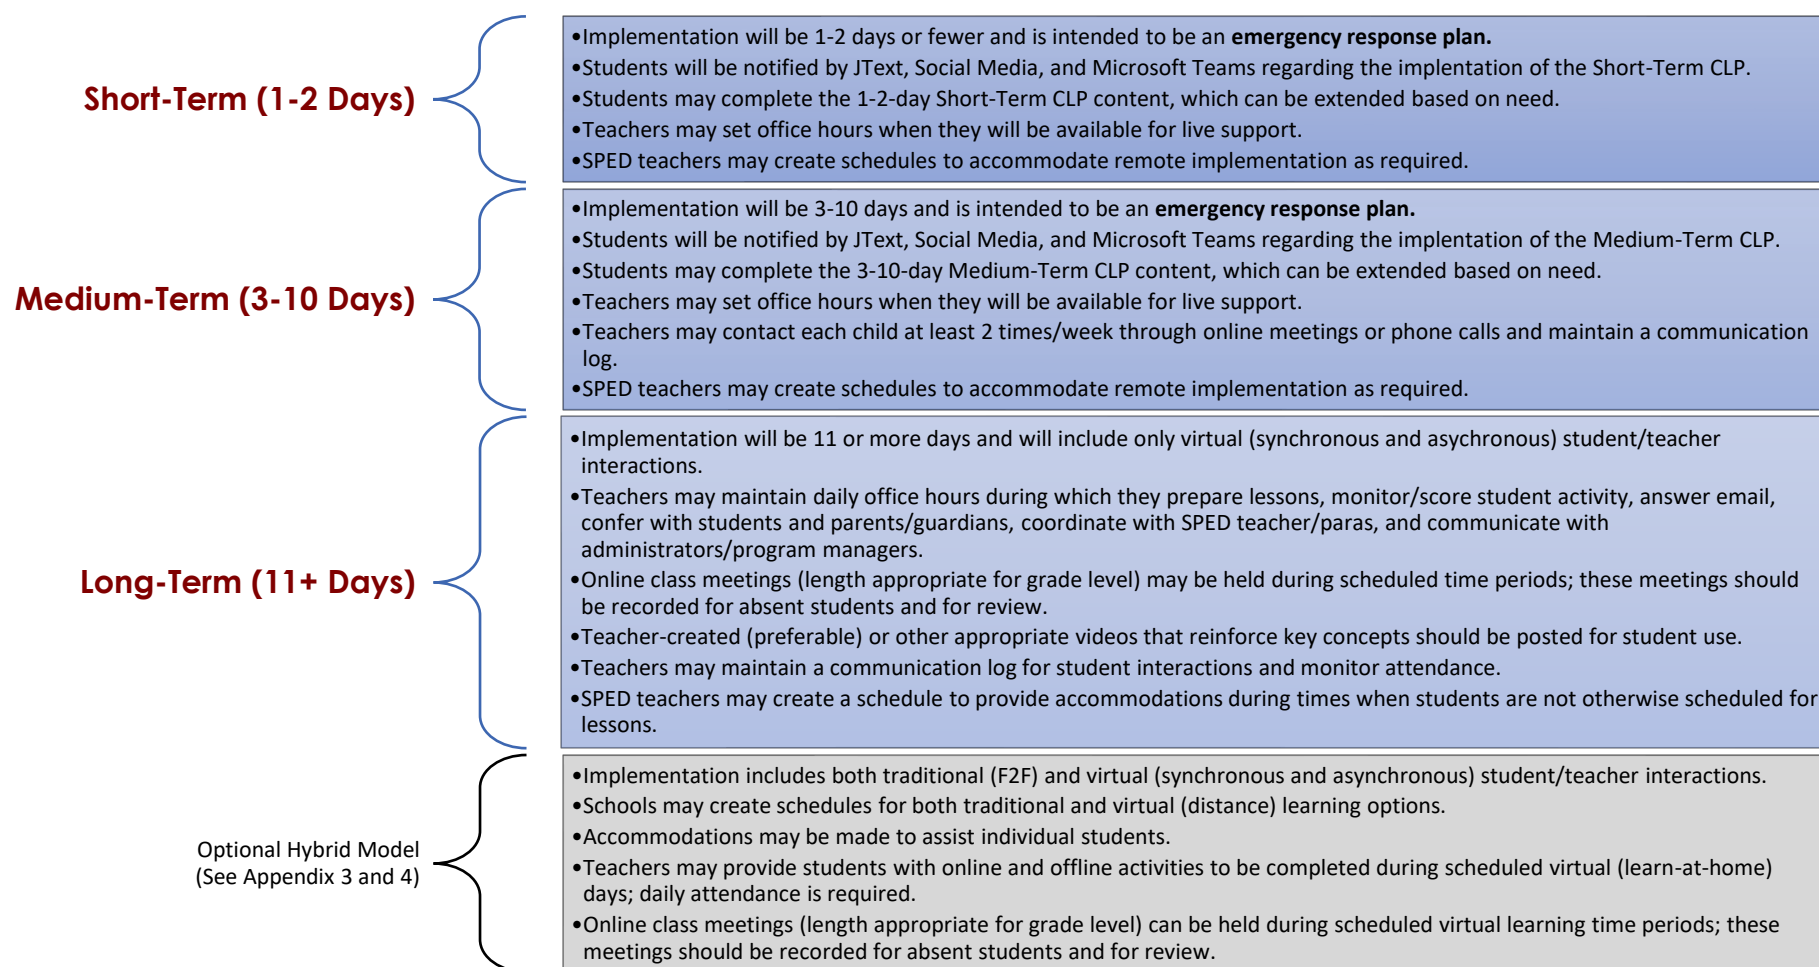 Short-Term (1-2 Days)
•Implementation will be 1-2 days or fewer and is intended to be an emergency response plan.
•Students will be notified by JText, Social Media, and Microsoft Teams regarding the implentation of the Short-Term CLP.
•Students may complete the 1-2-day Short-Term CLP content, which can be extended based on need.
•Teachers may set office hours when they will be available for live support.
•SPED teachers may create schedules to accommodate remote implementation as required.
Medium-Term (3-10 Days)
•Implementation will be 3-10 days and is intended to be an emergency response plan.
•Students will be notified by JText, Social Media, and Microsoft Teams regarding the implentation of the Medium-Term CLP.
•Students may complete the 3-10-day Medium-Term CLP content, which can be extended based on need.
•Teachers may set office hours when they will be available for live support.
•Teachers may contact each child at least 2 times/week through online meetings or phone calls and maintain a communication
log.
•SPED teachers may create schedules to accommodate remote implementation as required.
Long-Term (11+ Days)
•Implementation will be 11 or more days and will include only virtual (synchronous and asychronous) student/teacher
interactions.
•Teachers may maintain daily office hours during which they prepare lessons, monitor/score student activity, answer email,
confer with students and parents/guardians, coordinate with SPED teacher/paras, and communicate with
administrators/program managers.
•Online class meetings (length appropriate for grade level) may be held during scheduled time periods; these meetings should
be recorded for absent students and for review.
•Teacher-created (preferable) or other appropriate videos that reinforce key concepts should be posted for student use.
•Teachers may maintain a communication log for student interactions and monitor attendance.
•SPED teachers may create a schedule to provide accommodations during times when students are not otherwise scheduled for
lessons.
Optional Hybrid Model
(See Appendix 3 and 4)
•Implementation includes both traditional (F2F) and virtual (synchronous and asynchronous) student/teacher interactions.
•Schools may create schedules for both traditional and virtual (distance) learning options.
•Accommodations may be made to assist individual students.
•Teachers may provide students with online and offline activities to be completed during scheduled virtual (learn-at-home)
days; daily attendance is required.
•Online class meetings (length appropriate for grade level) can be held during scheduled virtual learning time periods; these
meetings should be recorded for absent students and for review.